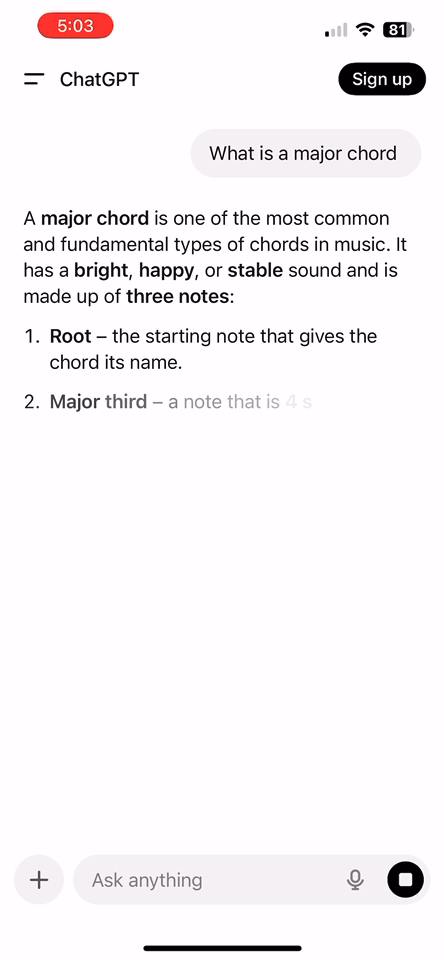 5:03
81
ChatGPT
Sign up
What is a major chord
A major chord is one of the most common
and fundamental types of chords in music. It
has a bright, happy, or stable sound and is
made up of three notes:
1. Root – the starting note that gives the
chord its name.
2. Major third – a note that is 4 s
Ask anything